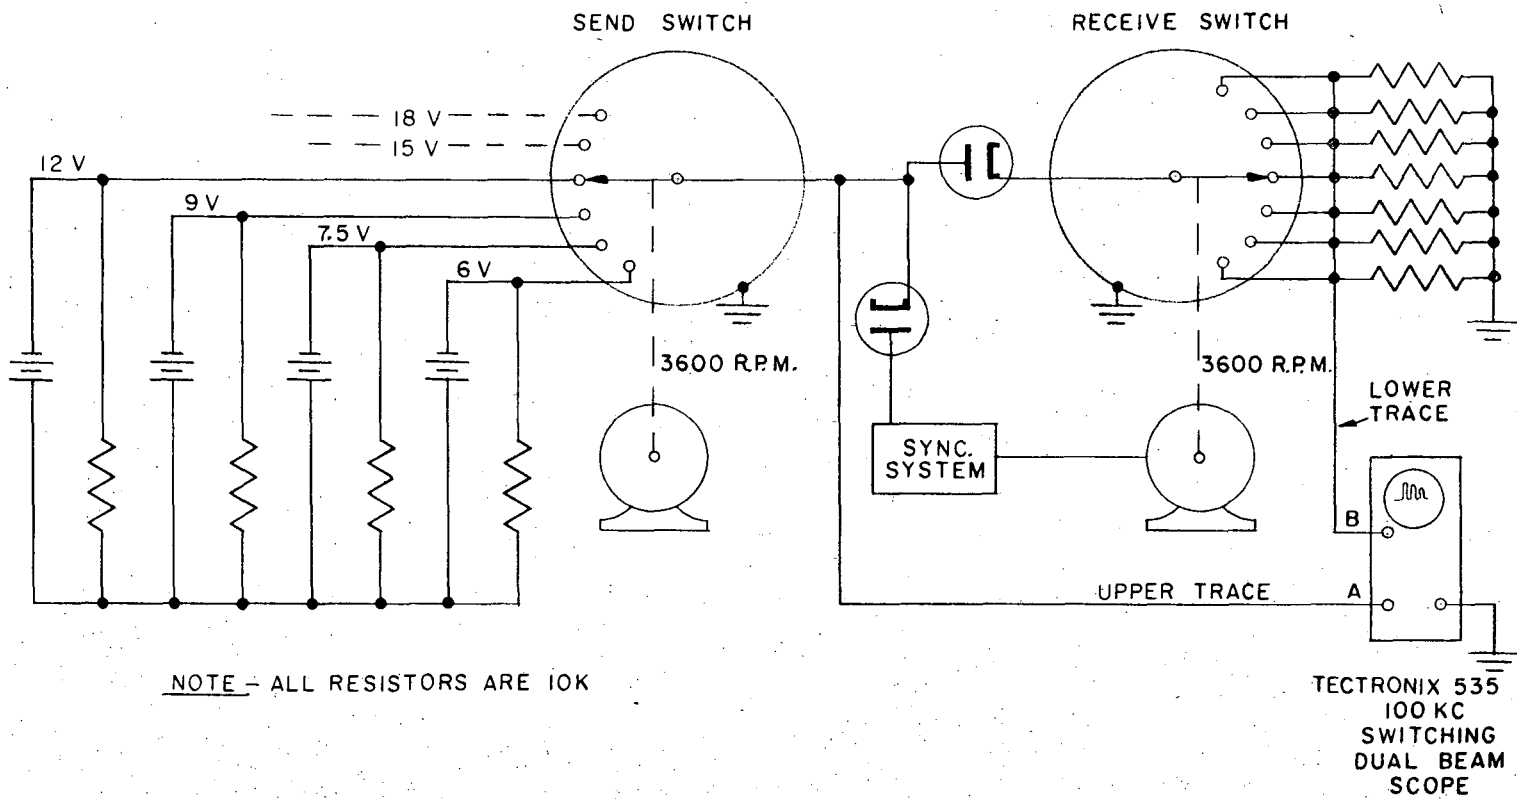 SEND SWITCH
RECEIVE SWITCH
18 V
15 V
12 V
9 V
7.5 V
6 V
3600 R.P.M.
3600 R.P.M.
LOWER
TRACE
SYNC.
SYSTEM
B
UPPER TRACE
A
NOTE - ALL RESISTORS ARE 10K
TECTRONIX 535
100 KC
SWITCHING
DUAL BEAM
SCOPE